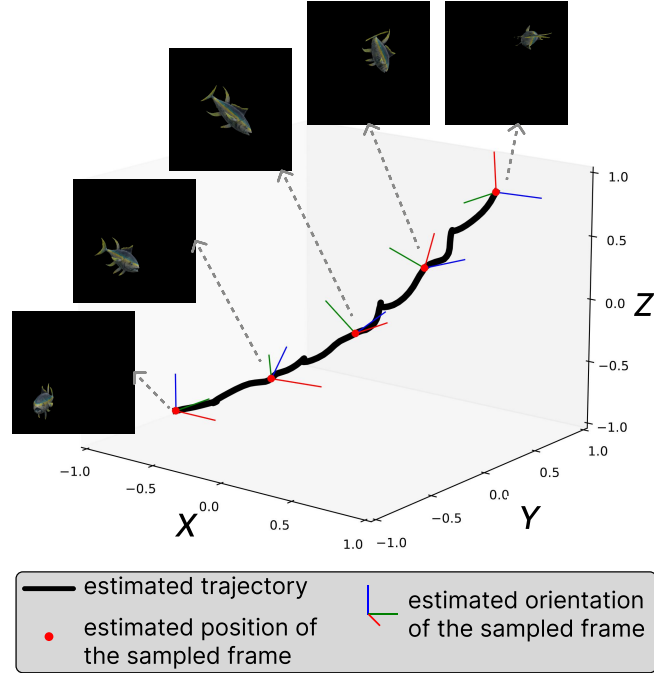 1.0
0.5
0.0
Z
−0.5
−1.0
−1.0
−0.5
0.0
0.5
1.0
X
−1.0
−0.5
0.0
0.5
1.0
Y
estimated trajectory
estimated position of
the sampled frame
estimated orientation
of the sampled frame